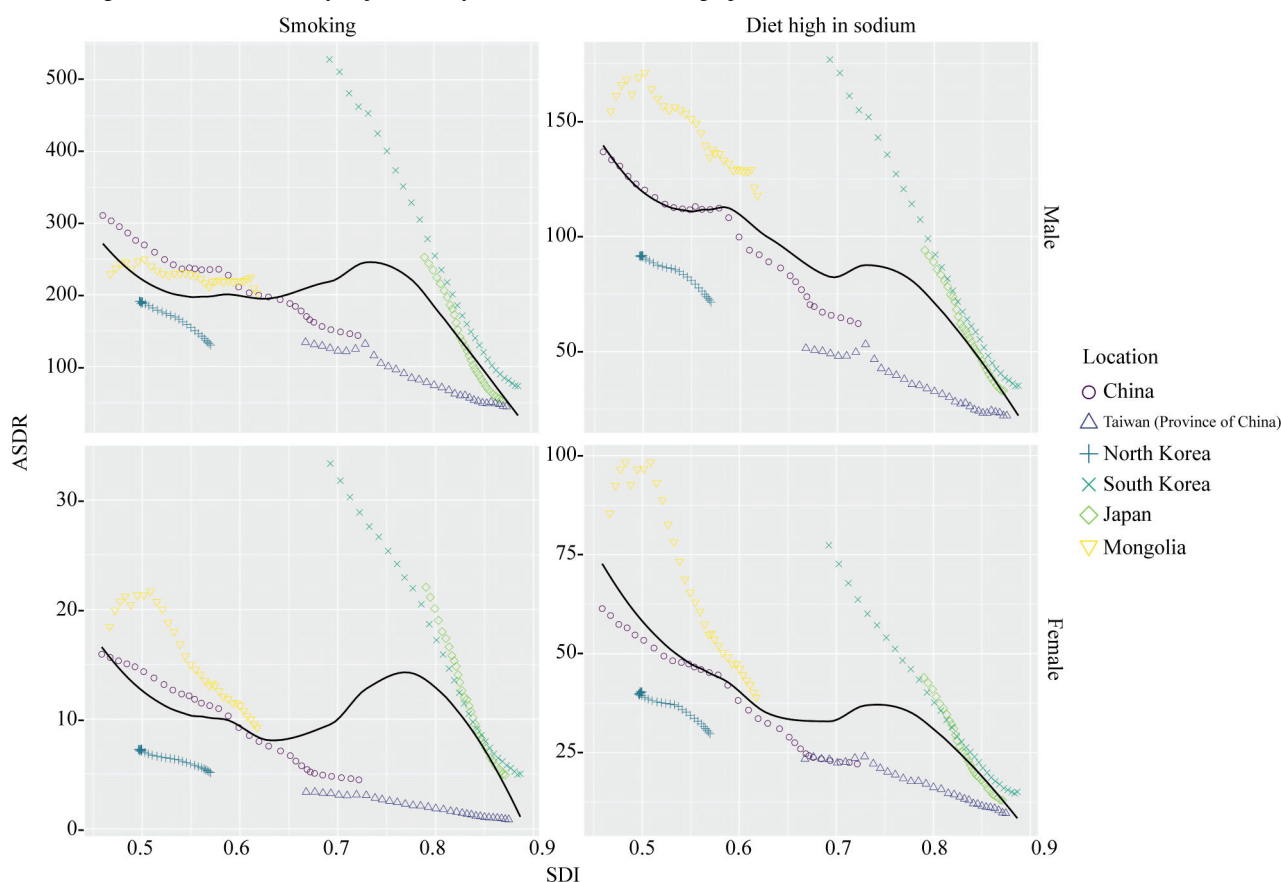 Smoking
Diet high in sodium
500-
400-
300-
200-
100-
150-
100-
50-
Male
ASDR
30-
20-
10-
0-
100-
75-
50-
25-
Female
0.5
0.6
0.7
0.8
0.9
0.5
0.6
0.7
0.8
0.9
SDI
Location
China
Taiwan (Province of China)
North Korea
South Korea
Japan
Mongolia